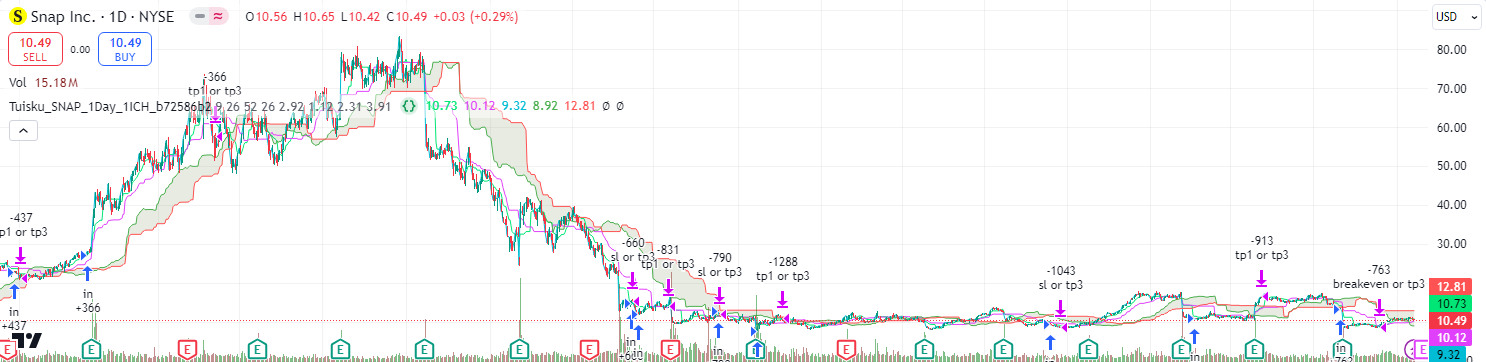 S Snap Inc. · 1D · NYSE O10.56 H10.65 L10.42 C10.49 +0.03 (+0.29%)
USD
10.49 SELL
0.00
10.49 BUY
Vol 15.18M
Tuisku_SNAP_1Day_1ICH_b72586b2 9 26 52 26 2.92 1.12 2.31 3.91 {} 10.73 10.12 9.32 8.92 12.81 Ø Ø
80.00
70.00
60.00
50.00
40.00
30.00
-366
tp1 or tp3
-437
p1 or tp3
in
+437
in
+366
-660
sl or tp3
-831
tp1 or tp3
-790
sl or tp3
-1288
tp1 or tp3
-1043
sl or tp3
-913
tp1 or tp3
-763
breakeven or tp3
in
in
in
in
in
12.81
10.73
10.49
10.12
9.32
E E E E E E E E E E E E E E E E